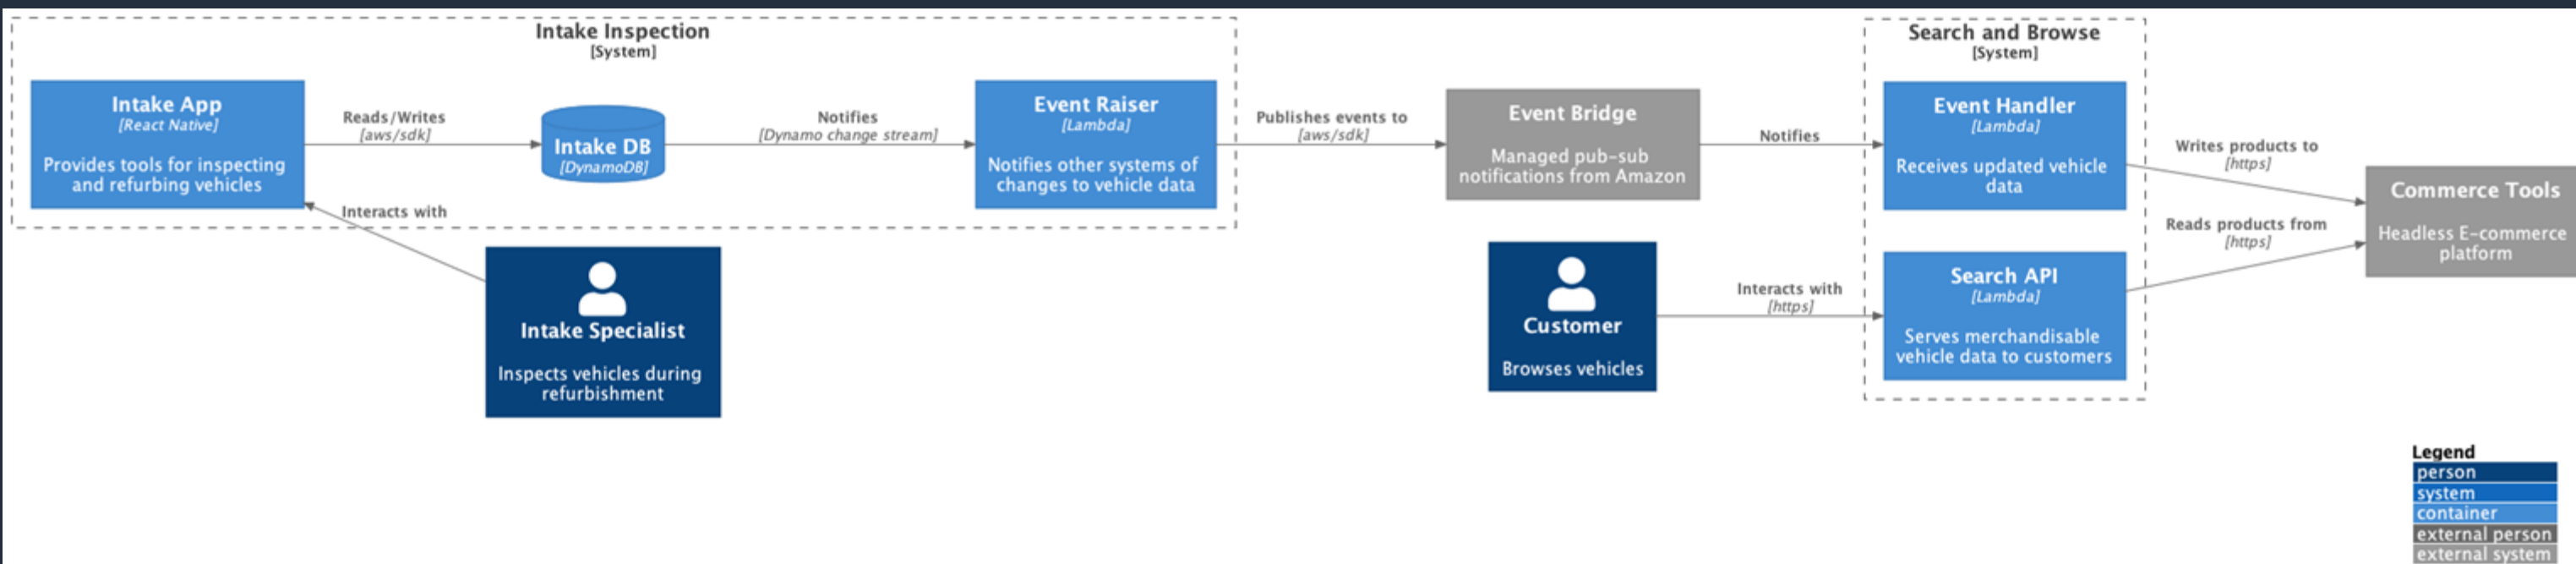 Intake Inspection
[System]
Intake App
[React Native]
Provides tools for inspecting
and refurbing vehicles
Reads/Writes
[aws/sdk]
Intake DB
[DynamoDB]
Notifies
[Dynamo change stream]
Event Raiser
[Lambda]
Notifies other systems of
changes to vehicle data
Publishes events to
[aws/sdk]
Event Bridge
Managed pub-sub
notifications from Amazon
Notifies
Search and Browse
[System]
Event Handler
[Lambda]
Receives updated vehicle
data
Writes products to
[https]
Commerce Tools
Headless E-commerce
platform
Reads products from
[https]
Interacts with
Intake Specialist
Inspects vehicles during
refurbishment
Customer
Browses vehicles
Interacts with
[https]
Search API
[Lambda]
Serves merchandisable
vehicle data to customers
Legend
person
system
container
external person
external system